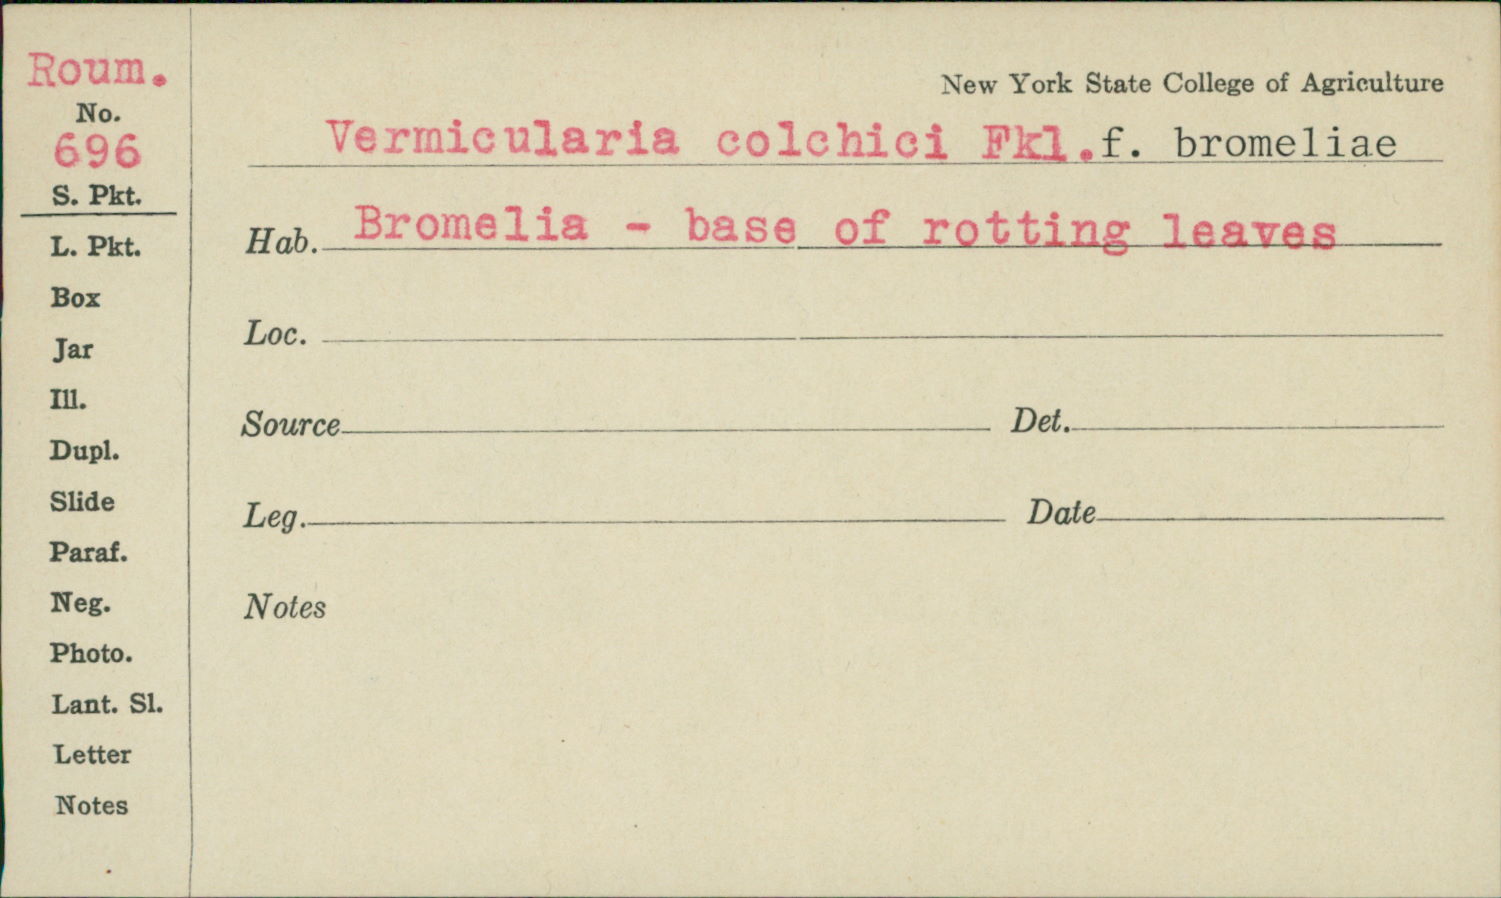 Roum.
No.
696
S. Pkt.
L. Pkt.
Box
Jar
Ill.
Dupl.
Slide
Paraf.
Neg.
Photo.
Lant. Sl.
Letter
Notes
New York State College of Agriculture
Vermicularia colchici Fkl.f. bromeliae
Hab. Bromelia - base of rotting leaves
Loc.
Source Det.
Leg. Date
Notes